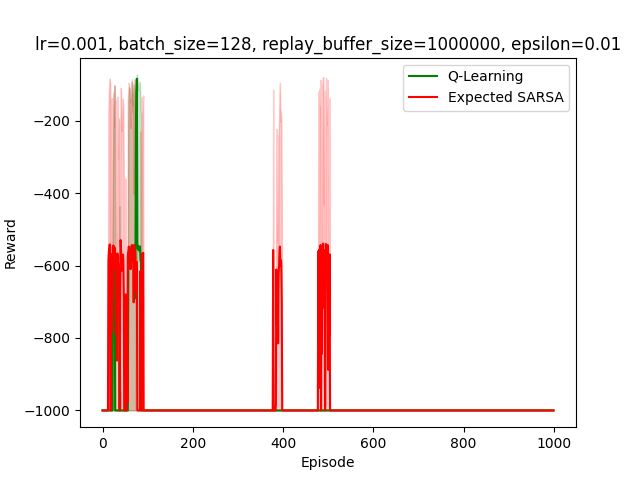 lr=0.001, batch_size=128, replay_buffer_size=1000000, epsilon=0.01
Q-Learning
Expected SARSA
Reward
−200
−400
−600
−800
−1000
0 200 400 600 800 1000
Episode